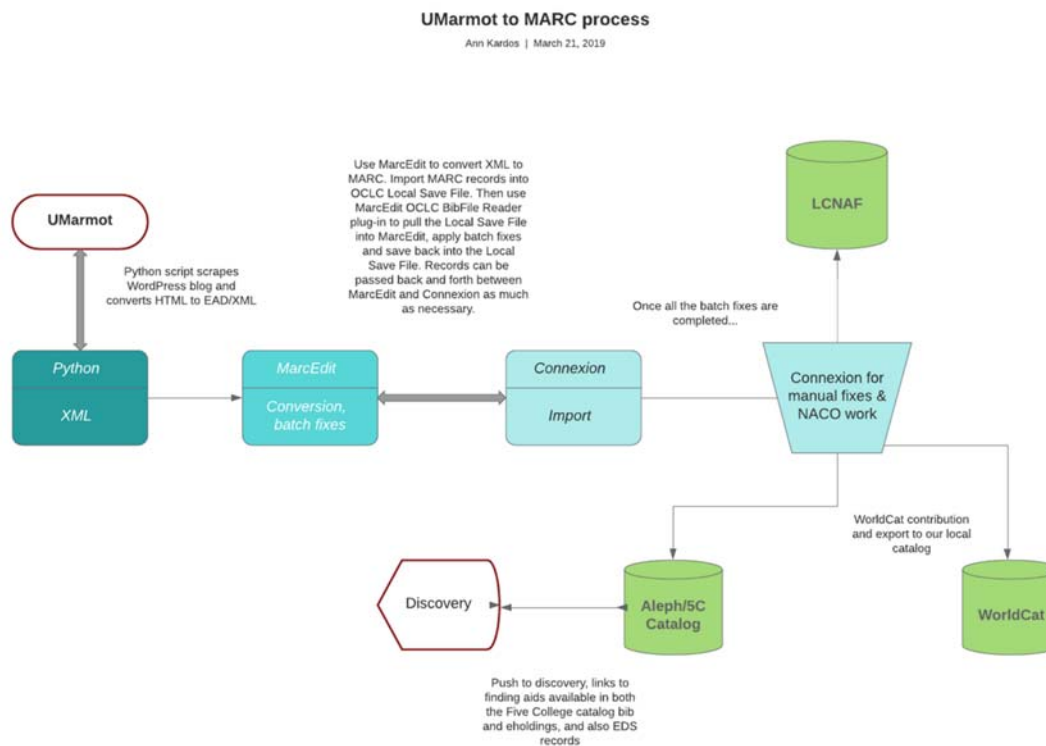 UMarmot to MARC process
Ann Kardos | March 21, 2019
Use MarcEdit to convert XML to
MARC. Import MARC records into
OCLC Local Save File. Then use
MarcEdit OCLC BibFile Reader
plug-in to pull the Local Save File
into MarcEdit, apply batch fixes
and save back into the Local
Save File. Records can be
passed back and forth between
MarcEdit and Connexion as much
as necessary.
LCNAF
UMarmot
Python script scrapes
WordPress blog and
converts HTML to EAD/XML
Once all the batch fixes are
completed...
Python
XML
MarcEdit
Conversion,
batch fixes
Connexion
Import
Connexion for
manual fixes &
NACO work
WorldCat contribution
and export to our local
catalog
Discovery
Aleph/5C
Catalog
WorldCat
Push to discovery, links to
finding aids available in both
the Five College catalog bib
and eholdings, and also EDS
records